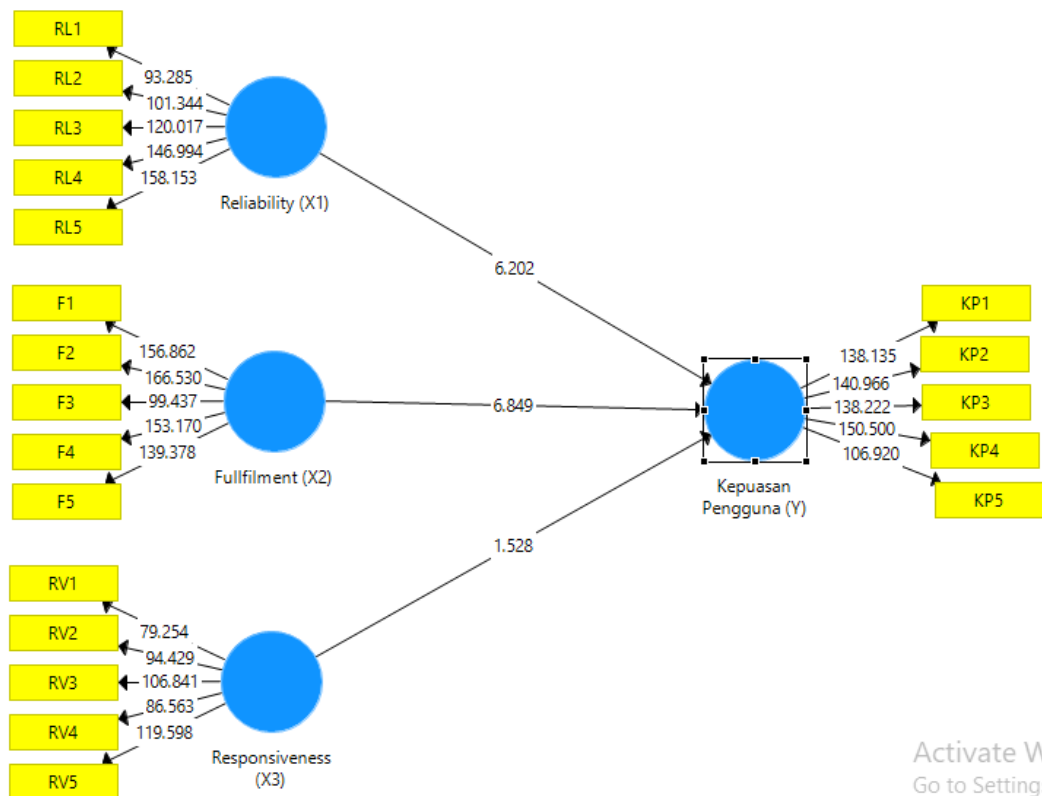 RL1
93.285
RL2
101.344
RL3
120.017
RL4
146.994
158.153
RL5
Reliability (X1)
6.202
F1
156.862
F2
166.530
F3
99.437
153.170
F4
139.378
F5
Fullfilment (X2)
6.849
KP1
138.135
KP2
140.966
138.222
KP3
150.500
KP4
106.920
KP5
Kepuasan
Pengguna (Y)
1.528
RV1
79.254
RV2
94.429
RV3
106.841
86.563
RV4
119.598
RV5
Responsiveness
(X3)
Activate W
Go to Setting